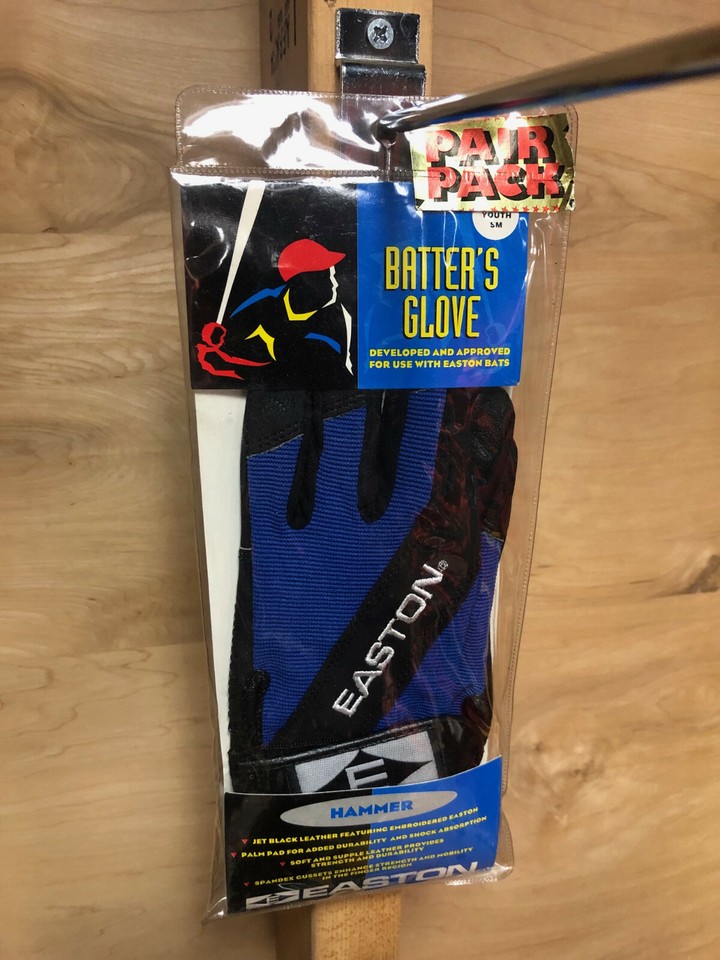 PAIR
PACK
YOUTH
SM
BATTER'S
GLOVE
DEVELOPED AND APPROVED
FOR USE WITH EASTON BATS
EASTON®
E
HAMMER
JET BLACK LEATHER FEATURING EMBROIDERED EASTON
PALM PAD FOR ADDED DURABILITY AND SHOCK ABSORPTION
SOFT AND SUPPLE LEATHER PROVIDES
STRENGTH AND DURABILITY
SPANDEX GUSSETS ENHANCE STRENGTH AND MOBILITY
IN THE FINGER REGION
E EASTON